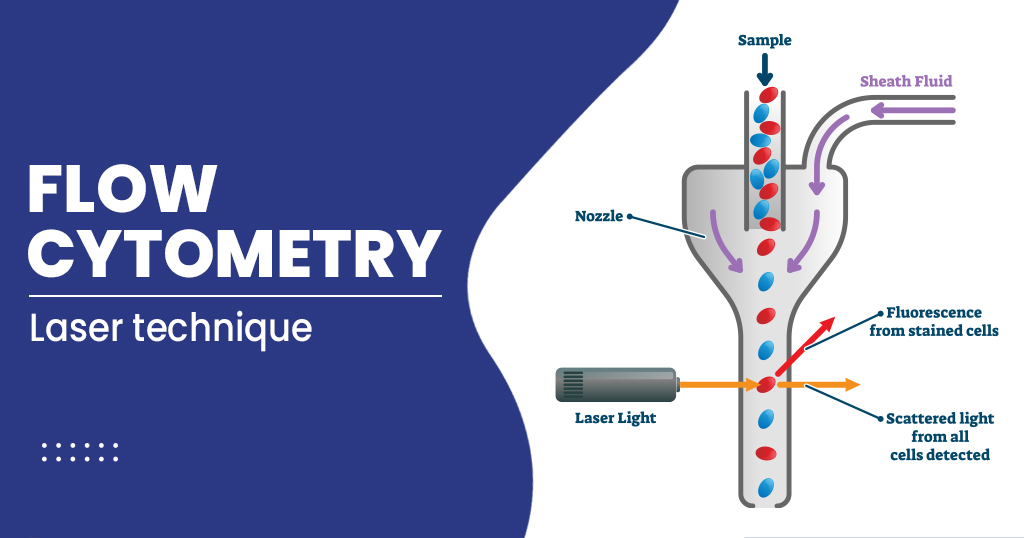 FLOW
CYTOMETRY
Laser technique
Sample
Sheath Fluid
Nozzle
Fluorescence
from stained cells
Laser Light
Scattered light
from all
cells detected